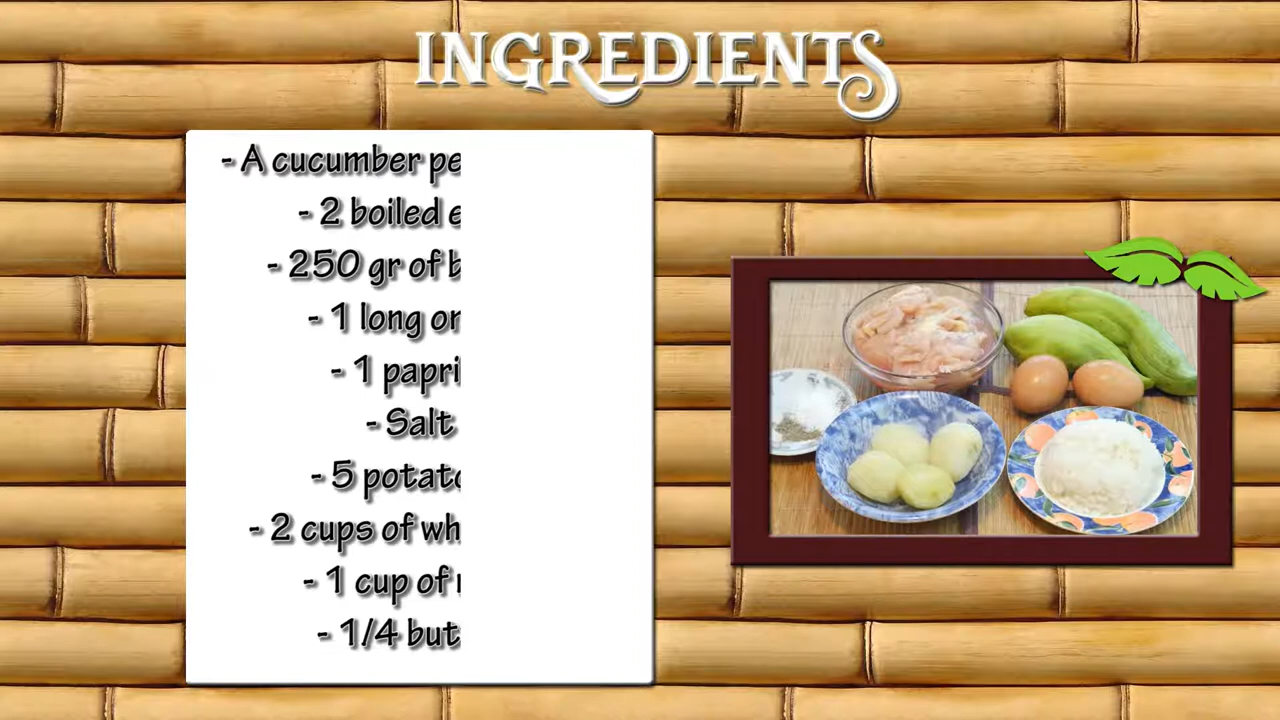 INGREDIENTS
- A cucumber pe
- 2 boiled e
- 250 gr of b
- 1 long or
- 1 papri
- Salt
- 5 potato
- 2 cups of wh
- 1 cup of
- 1/4 but